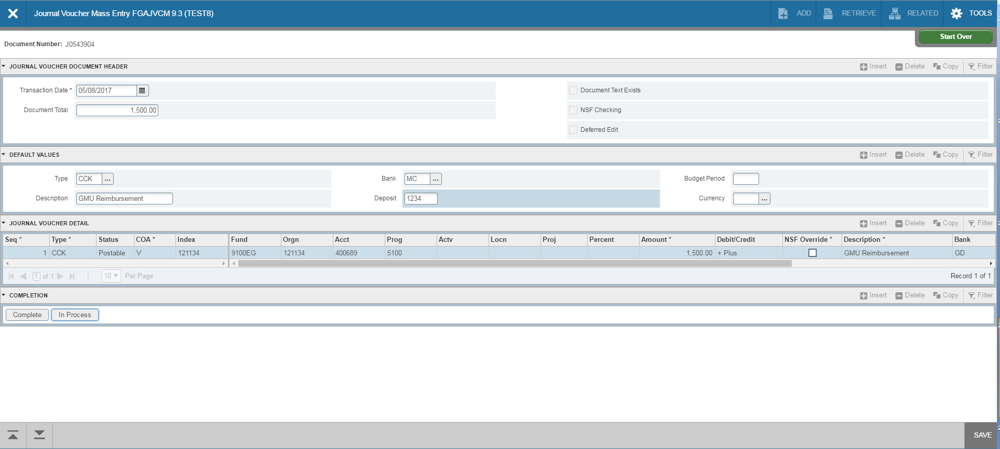 Journal Voucher Mass Entry FGAJVCM 9.3 (TEST8) ADD RETRIEVE RELATED TOOLS
Start Over
Document Number: J0543904
JOURNAL VOUCHER DOCUMENT HEADER Insert Delete Copy Filter
Transaction Date * 05/08/2017 Document Text Exists
Document Total 1,500.00 NSF Checking
Deferred Edit
DEFAULT VALUES Insert Delete Copy Filter
Type CCK ... Bank MC ... Budget Period
Description GMU Reimbursement Deposit 1234 Currency ...
JOURNAL VOUCHER DETAIL Insert Delete Copy Filter
Seq * Type * Status COA * Index Fund Orgn Acct Prog Actv Locn Proj Percent Amount * Debit/Credit NSF Override * Description * Bank
1 CCK Postable V 121134 9100EG 121134 400689 5100 1,500.00 + Plus GMU Reimbursement GD
1 of 1 10 Per Page Record 1 of 1
COMPLETION Insert Delete Copy Filter
Complete In Process
SAVE